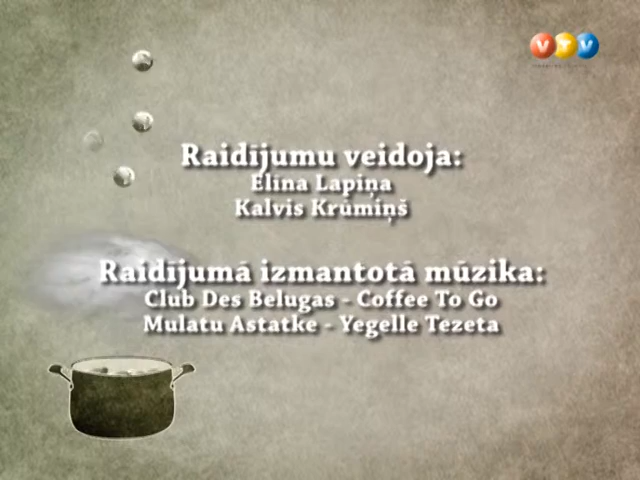 VTV
Raidījumu veidoja:
Elīna Lapiņa
Kalvis Krūmiņš
Raidījumā izmantotā mūzika:
Club Des Belugas - Coffee To Go
Mulatu Astatke - Yegelle Tezeta